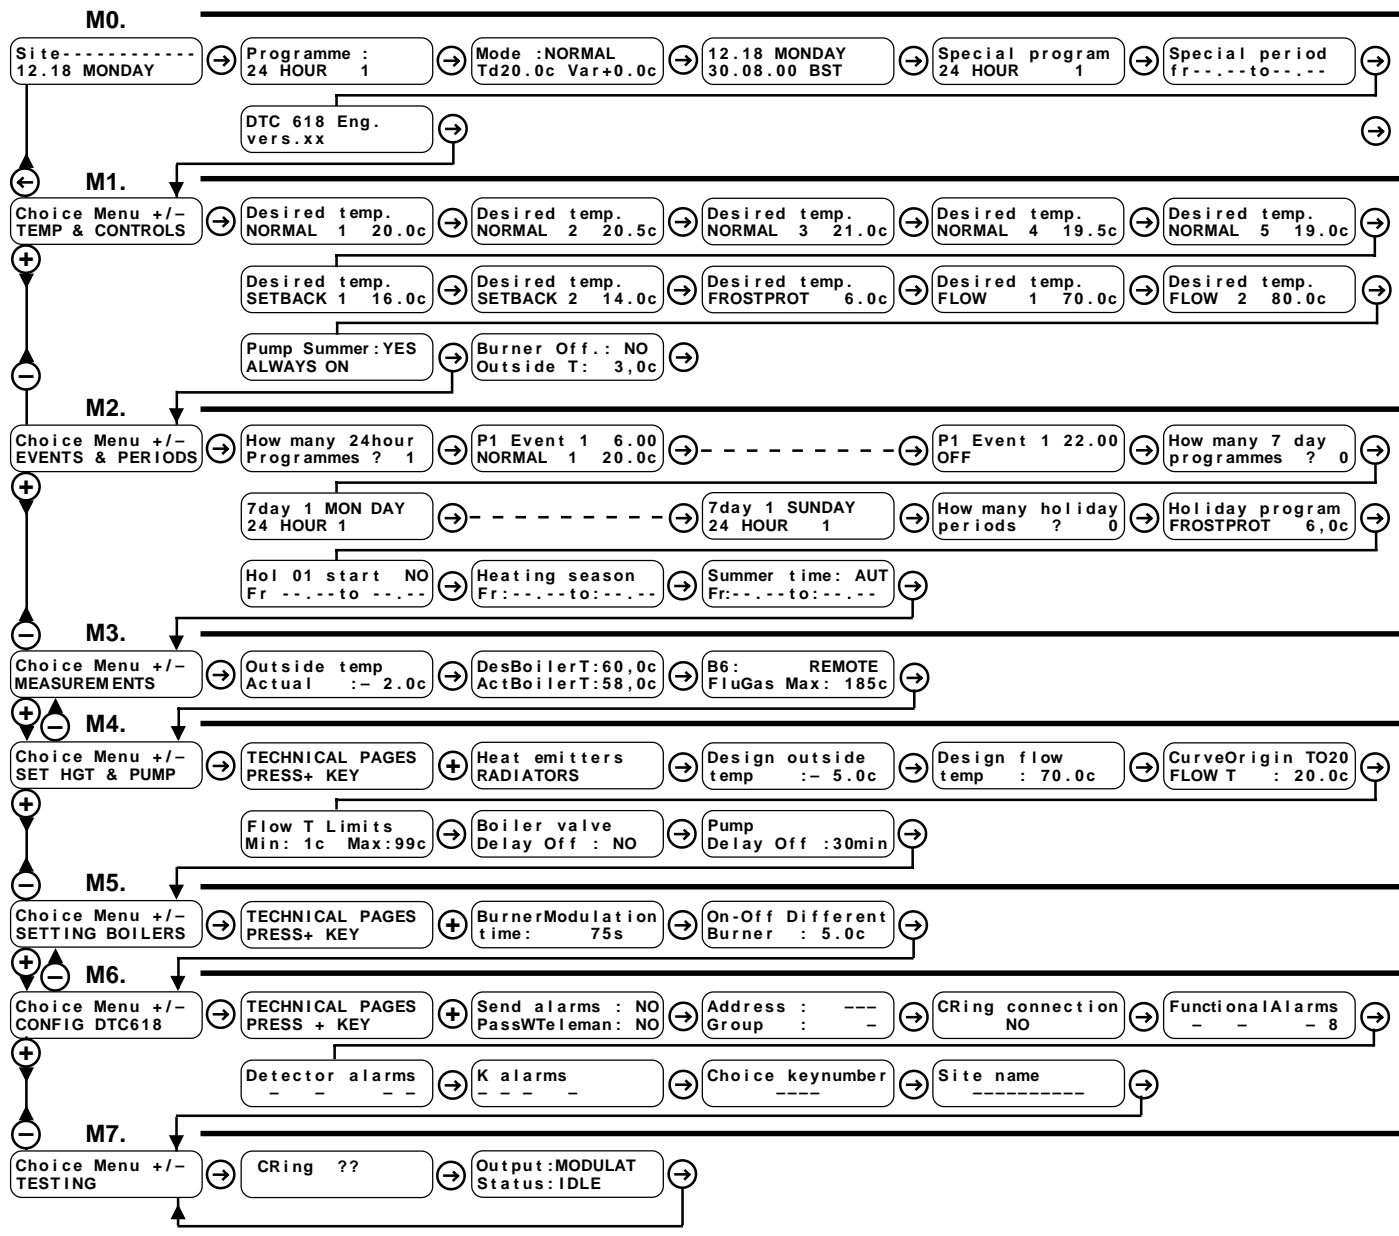 M0.
Site------------
12.18 MONDAY
Programme :
24 HOUR 1
Mode :NORMAL
Td20.0c Var+0.0c
12.18 MONDAY
30.08.00 BST
Special program
24 HOUR 1
Special period
fr--.--to--.--
DTC 618 Eng.
vers.xx
M1.
Choice Menu +/–
TEMP & CONTROLS
Desired temp.
NORMAL 1 20.0c
Desired temp.
NORMAL 2 20.5c
Desired temp.
NORMAL 3 21.0c
Desired temp.
NORMAL 4 19.5c
Desired temp.
NORMAL 5 19.0c
Desired temp.
SETBACK 1 16.0c
Desired temp.
SETBACK 2 14.0c
Desired temp.
FROSTPROT 6.0c
Desired temp.
FLOW 1 70.0c
Desired temp.
FLOW 2 80.0c
Pump Summer:YES
ALWAYS ON
Burner Off.: NO
Outside T: 3,0c
M2.
Choice Menu +/–
EVENTS & PERIODS
How many 24hour
Programmes ? 1
P1 Event 1 6.00
NORMAL 1 20.0c
P1 Event 1 22.00
OFF
How many 7 day
programmes ? 0
7day 1 MON DAY
24 HOUR 1
7day 1 SUNDAY
24 HOUR 1
How many holiday
periods ? 0
Holiday program
FROSTPROT 6,0c
Hol 01 start NO
Fr --.--to --.--
Heating season
Fr:--.--to:--.--
Summer time: AUT
Fr:--.--to:--.--
M3.
Choice Menu +/–
MEASUREMENTS
Outside temp
Actual :– 2.0c
DesBoilerT:60,0c
ActBoilerT:58,0c
B6: REMOTE
FluGas Max: 185c
M4.
Choice Menu +/–
SET HGT & PUMP
TECHNICAL PAGES
PRESS+ KEY
Heat emitters
RADIATORS
Design outside
temp :– 5.0c
Design flow
temp : 70.0c
CurveOrigin TO20
FLOW T : 20.0c
Flow T Limits
Min: 1c Max:99c
Boiler valve
Delay Off : NO
Pump
Delay Off :30min
M5.
Choice Menu +/–
SETTING BOILERS
TECHNICAL PAGES
PRESS+ KEY
BurnerModulation
time: 75s
On-Off Different
Burner : 5.0c
M6.
Choice Menu +/–
CONFIG DTC618
TECHNICAL PAGES
PRESS + KEY
Send alarms : NO
PassWTeleman: NO
Address : –––
Group : –
CRing connection
NO
FunctionalAlarms
– – – 8
Detector alarms
– – – –
K alarms
– – – –
Choice keynumber
––––
Site name
––––––––––
M7.
Choice Menu +/–
TESTING
CRing ??
Output:MODULAT
Status:IDLE